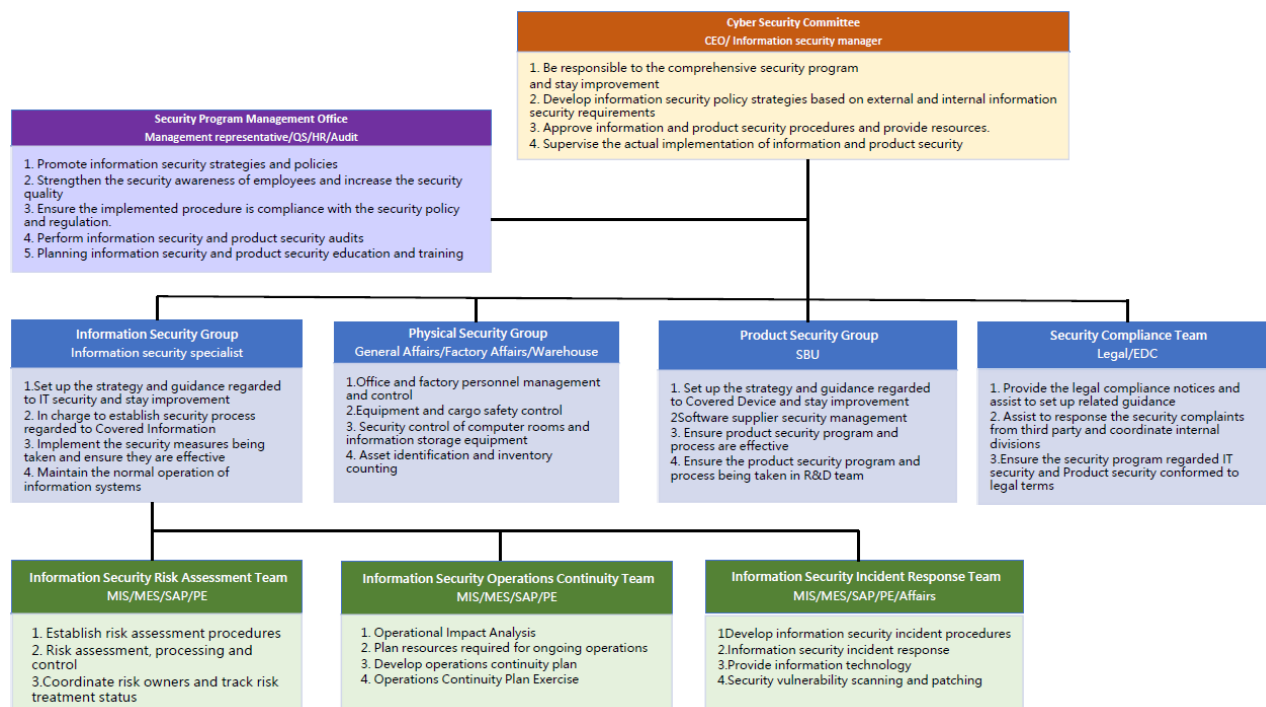 Cyber Security Committee
CEO/ Information security manager
1. Be responsible to the comprehensive security program
and stay improvement
2. Develop information security policy strategies based on external and internal information
security requirements
3. Approve information and product security procedures and provide resources.
4. Supervise the actual implementation of information and product security
Security Program Management Office
Management representative/QS/HR/Audit
1. Promote information security strategies and policies
2. Strengthen the security awareness of employees and increase the security
quality
3. Ensure the implemented procedure is compliance with the security policy
and regulation.
4. Perform information security and product security audits
5. Planning information security and product security education and training
Information Security Group
Information security specialist
1.Set up the strategy and guidance regarded
to IT security and stay improvement
2. In charge to establish security process
regarded to Covered Information
3. Implement the security measures being
taken and ensure they are effective
4. Maintain the normal operation of
information systems
Physical Security Group
General Affairs/Factory Affairs/Warehouse
1.Office and factory personnel management
and control
2.Equipment and cargo safety control
3. Security control of computer rooms and
information storage equipment
4. Asset identification and inventory
counting
Product Security Group
SBU
1. Set up the strategy and guidance regarded
to Covered Device and stay improvement
2Software supplier security management
3. Ensure product security program and
process are effective
4. Ensure the product security program and
process being taken in R&D team
Security Compliance Team
Legal/EDC
1. Provide the legal compliance notices and
assist to set up related guidance
2. Assist to response the security complaints
from third party and coordinate internal
divisions
3.Ensure the security program regarded IT
security and Product security conformed to
legal terms
Information Security Risk Assessment Team
MIS/MES/SAP/PE
1. Establish risk assessment procedures
2. Risk assessment, processing and
control
3.Coordinate risk owners and track risk
treatment status
Information Security Operations Continuity Team
MIS/MES/SAP/PE
1. Operational Impact Analysis
2. Plan resources required for ongoing operations
3. Develop operations continuity plan
4. Operations Continuity Plan Exercise
Information Security Incident Response Team
MIS/MES/SAP/PE/Affairs
1Develop information security incident procedures
2.Information security incident response
3.Provide information technology
4.Security vulnerability scanning and patching